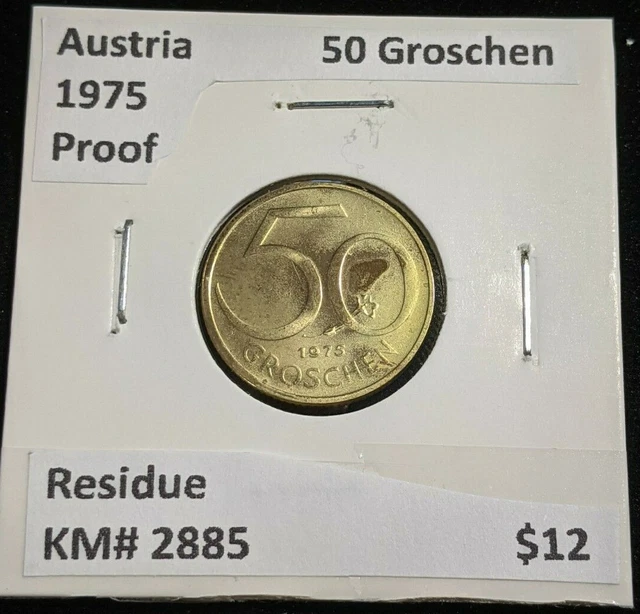 Austria 50 Groschen
1975
Proof
50
1975
GROSCHEN
Residue
KM# 2885 $12